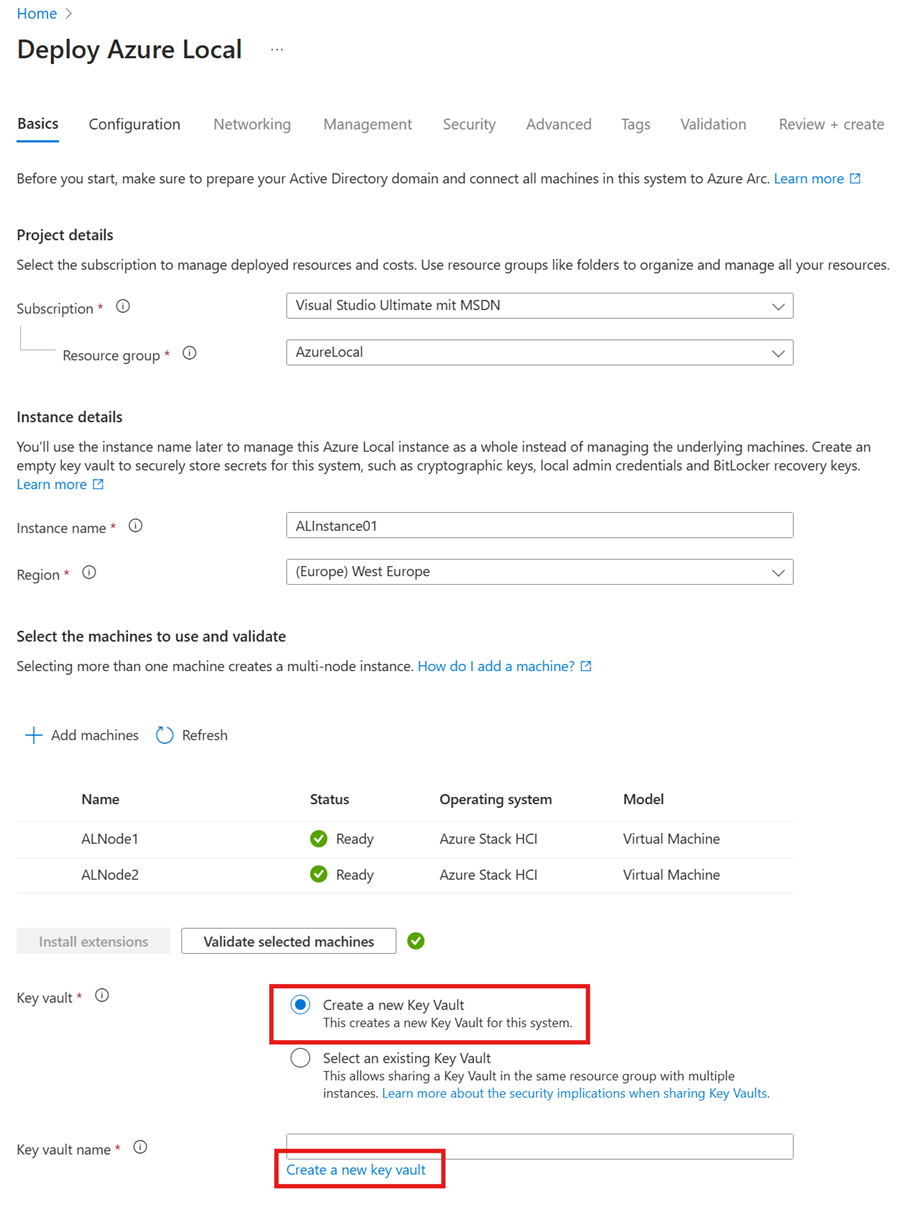 Home >
Deploy Azure Local ...
Basics Configuration Networking Management Security Advanced Tags Validation Review + create
Before you start, make sure to prepare your Active Directory domain and connect all machines in this system to Azure Arc. Learn more
Project details
Select the subscription to manage deployed resources and costs. Use resource groups like folders to organize and manage all your resources.
Subscription * Visual Studio Ultimate mit MSDN
Resource group * AzureLocal
Instance details
You'll use the instance name later to manage this Azure Local instance as a whole instead of managing the underlying machines. Create an
empty key vault to securely store secrets for this system, such as cryptographic keys, local admin credentials and BitLocker recovery keys.
Learn more
Instance name * ALInstance01
Region * (Europe) West Europe
Select the machines to use and validate
Selecting more than one machine creates a multi-node instance. How do I add a machine?
Add machines Refresh
Name Status Operating system Model
ALNode1 Ready Azure Stack HCI Virtual Machine
ALNode2 Ready Azure Stack HCI Virtual Machine
Install extensions Validate selected machines
Key vault * Create a new Key Vault
This creates a new Key Vault for this system.
Select an existing Key Vault
This allows sharing a Key Vault in the same resource group with multiple
instances. Learn more about the security implications when sharing Key Vaults.
Key vault name *
Create a new key vault